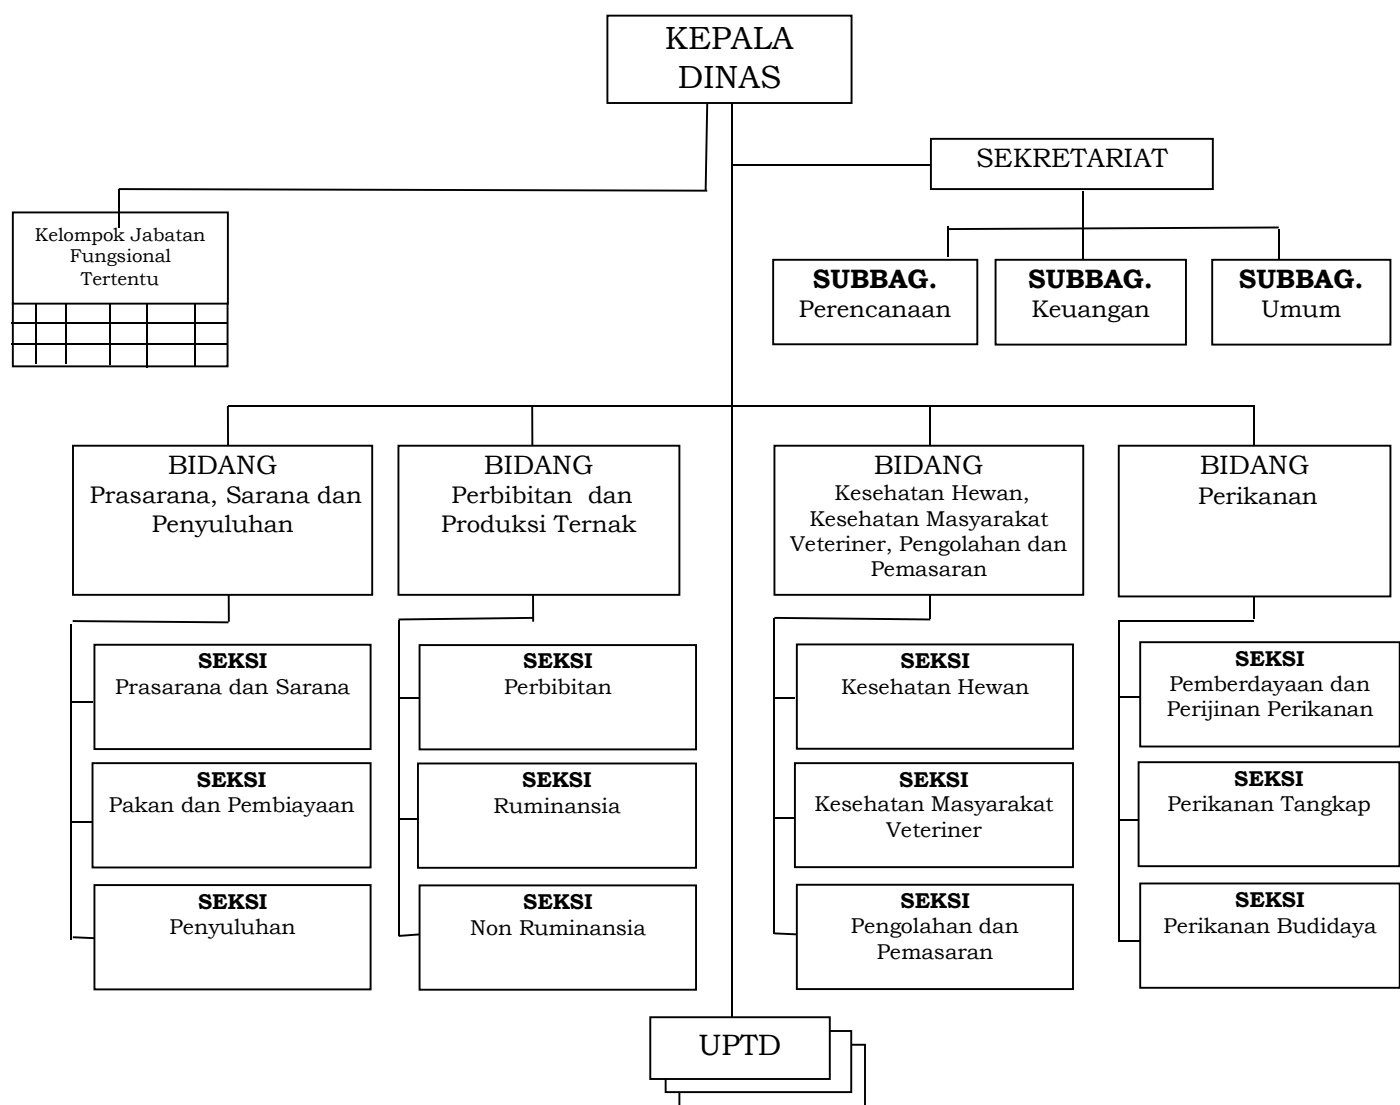 KEPALA
DINAS
SEKRETARIAT
Kelompok Jabatan
Fungsional
Tertentu
SUBBAG.
Perencanaan
SUBBAG.
Keuangan
SUBBAG.
Umum
BIDANG
Prasarana, Sarana dan
Penyuluhan
BIDANG
Perbibitan dan
Produksi Ternak
BIDANG
Kesehatan Hewan,
Kesehatan Masyarakat
Veteriner, Pengolahan dan
Pemasaran
BIDANG
Perikanan
SEKSI
Prasarana dan Sarana
SEKSI
Pakan dan Pembiayaan
SEKSI
Penyuluhan
SEKSI
Perbibitan
SEKSI
Ruminansia
SEKSI
Non Ruminansia
SEKSI
Kesehatan Hewan
SEKSI
Kesehatan Masyarakat
Veteriner
SEKSI
Pengolahan dan
Pemasaran
SEKSI
Pemberdayaan dan
Perijinan Perikanan
SEKSI
Perikanan Tangkap
SEKSI
Perikanan Budidaya
UPTD